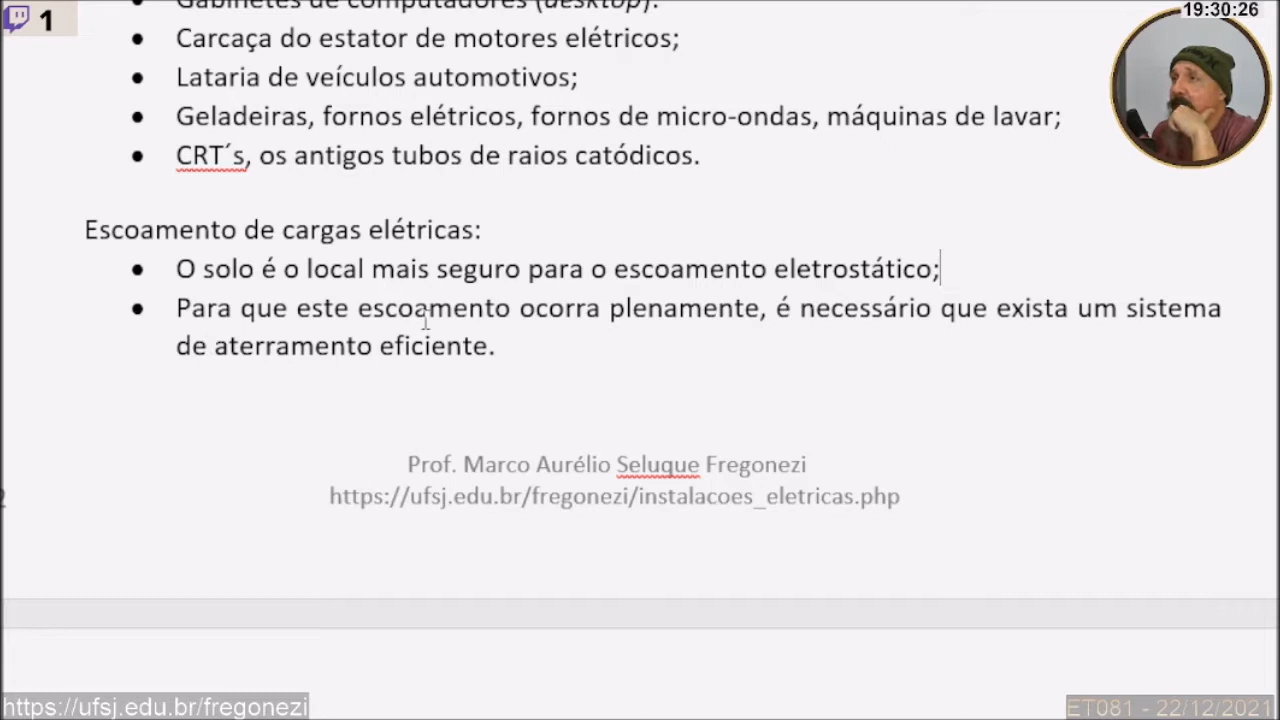 1
19:30:26
• Gabinetes de computadores (desktop).
• Carcaça do estator de motores elétricos;
• Lataria de veículos automotivos;
• Geladeiras, fornos elétricos, fornos de micro-ondas, máquinas de lavar;
• CRT´s, os antigos tubos de raios catódicos.
Escoamento de cargas elétricas:
• O solo é o local mais seguro para o escoamento eletrostático;
• Para que este escoamento ocorra plenamente, é necessário que exista um sistema
de aterramento eficiente.
Prof. Marco Aurélio Seluque Fregonezi
https://ufsj.edu.br/fregonezi/instalacoes_eletricas.php
https://ufsj.edu.br/fregonezi
ET081 - 22/12/2021